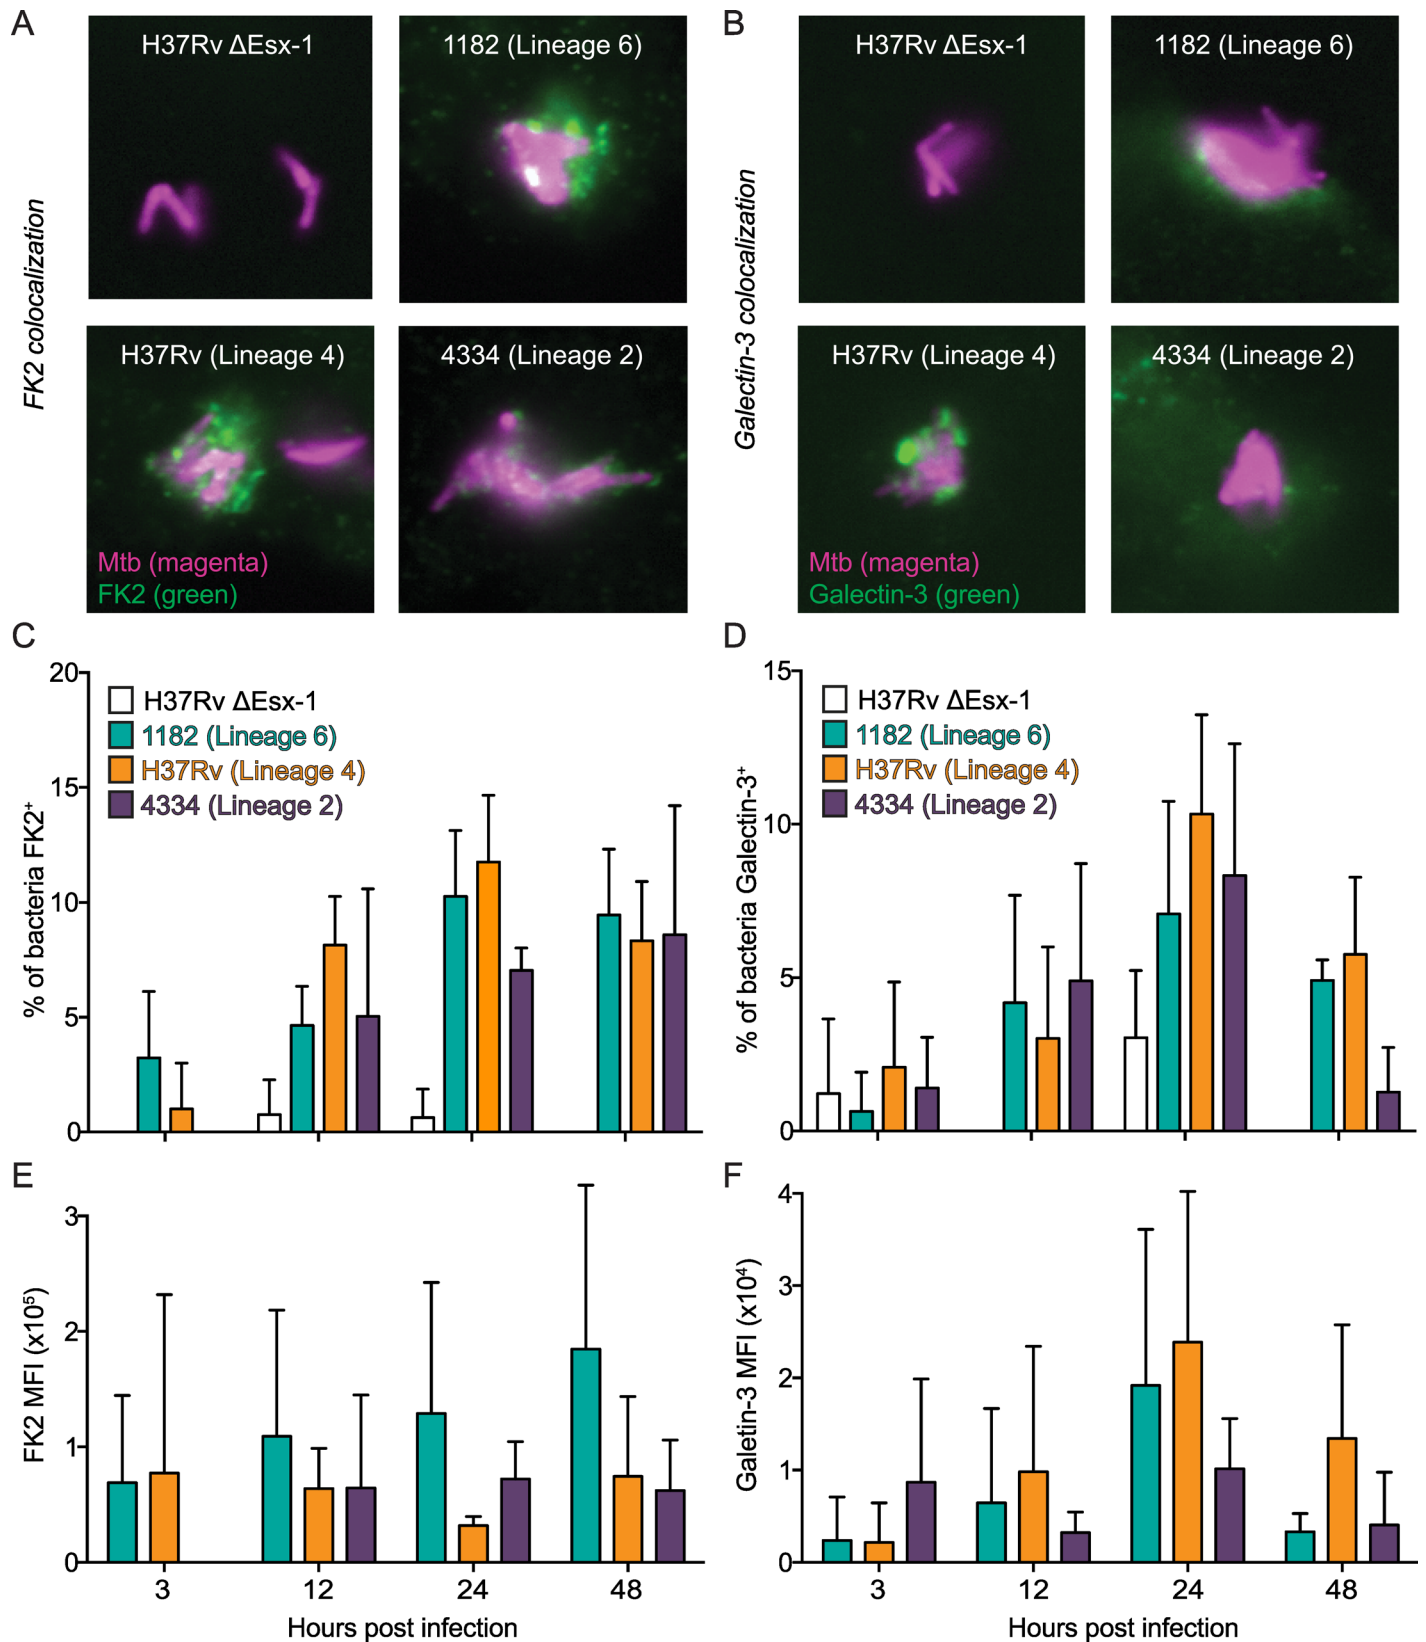 A
B
H37Rv ΔEsx-1
1182 (Lineage 6)
H37Rv ΔEsx-1
1182 (Lineage 6)
FK2 colocalization
Galectin-3 colocalization
H37Rv (Lineage 4)
4334 (Lineage 2)
H37Rv (Lineage 4)
4334 (Lineage 2)
Mtb (magenta)
FK2 (green)
Mtb (magenta)
Galectin-3 (green)
C
% of bacteria FK2⁺
20
15
10
5
0
H37Rv ΔEsx-1
1182 (Lineage 6)
H37Rv (Lineage 4)
4334 (Lineage 2)
D
% of bacteria Galectin-3⁺
15
10
5
0
H37Rv ΔEsx-1
1182 (Lineage 6)
H37Rv (Lineage 4)
4334 (Lineage 2)
E
FK2 MFI (x10⁵)
3
2
1
0
3 12 24 48
Hours post infection
F
Galetin-3 MFI (x10⁴)
4
3
2
1
0
3 12 24 48
Hours post infection